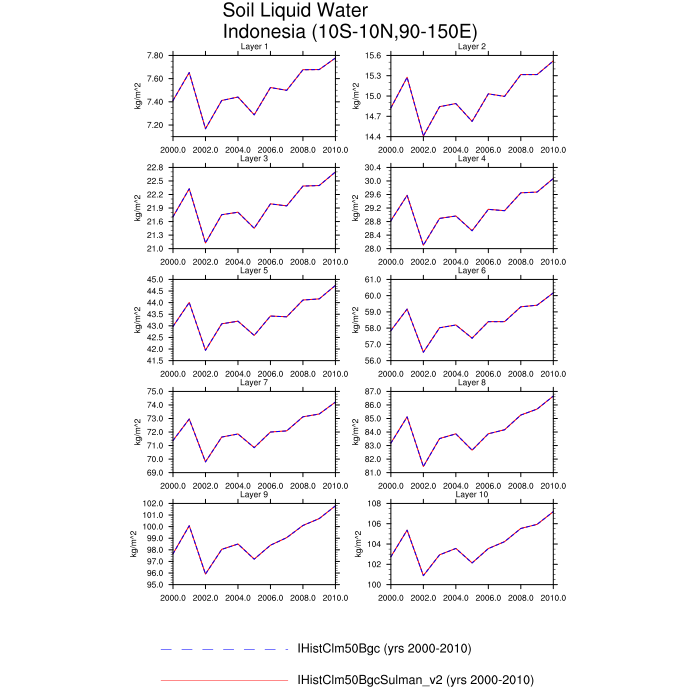 Soil Liquid Water
Indonesia (10S-10N,90-150E)
Layer 1
kg/m^2
7.80
7.60
7.40
7.20
2000.0 2002.0 2004.0 2006.0 2008.0 2010.0
Layer 2
kg/m^2
15.6
15.3
15.0
14.7
14.4
2000.0 2002.0 2004.0 2006.0 2008.0 2010.0
Layer 3
kg/m^2
22.8
22.5
22.2
21.9
21.6
21.3
21.0
2000.0 2002.0 2004.0 2006.0 2008.0 2010.0
Layer 4
kg/m^2
30.4
30.0
29.6
29.2
28.8
28.4
28.0
2000.0 2002.0 2004.0 2006.0 2008.0 2010.0
Layer 5
kg/m^2
45.0
44.5
44.0
43.5
43.0
42.5
42.0
41.5
2000.0 2002.0 2004.0 2006.0 2008.0 2010.0
Layer 6
kg/m^2
61.0
60.0
59.0
58.0
57.0
56.0
2000.0 2002.0 2004.0 2006.0 2008.0 2010.0
Layer 7
kg/m^2
75.0
74.0
73.0
72.0
71.0
70.0
69.0
2000.0 2002.0 2004.0 2006.0 2008.0 2010.0
Layer 8
kg/m^2
87.0
86.0
85.0
84.0
83.0
82.0
81.0
2000.0 2002.0 2004.0 2006.0 2008.0 2010.0
Layer 9
kg/m^2
102.0
101.0
100.0
99.0
98.0
97.0
96.0
95.0
2000.0 2002.0 2004.0 2006.0 2008.0 2010.0
Layer 10
kg/m^2
108
106
104
102
100
2000.0 2002.0 2004.0 2006.0 2008.0 2010.0
IHistClm50Bgc (yrs 2000-2010)
IHistClm50BgcSulman_v2 (yrs 2000-2010)